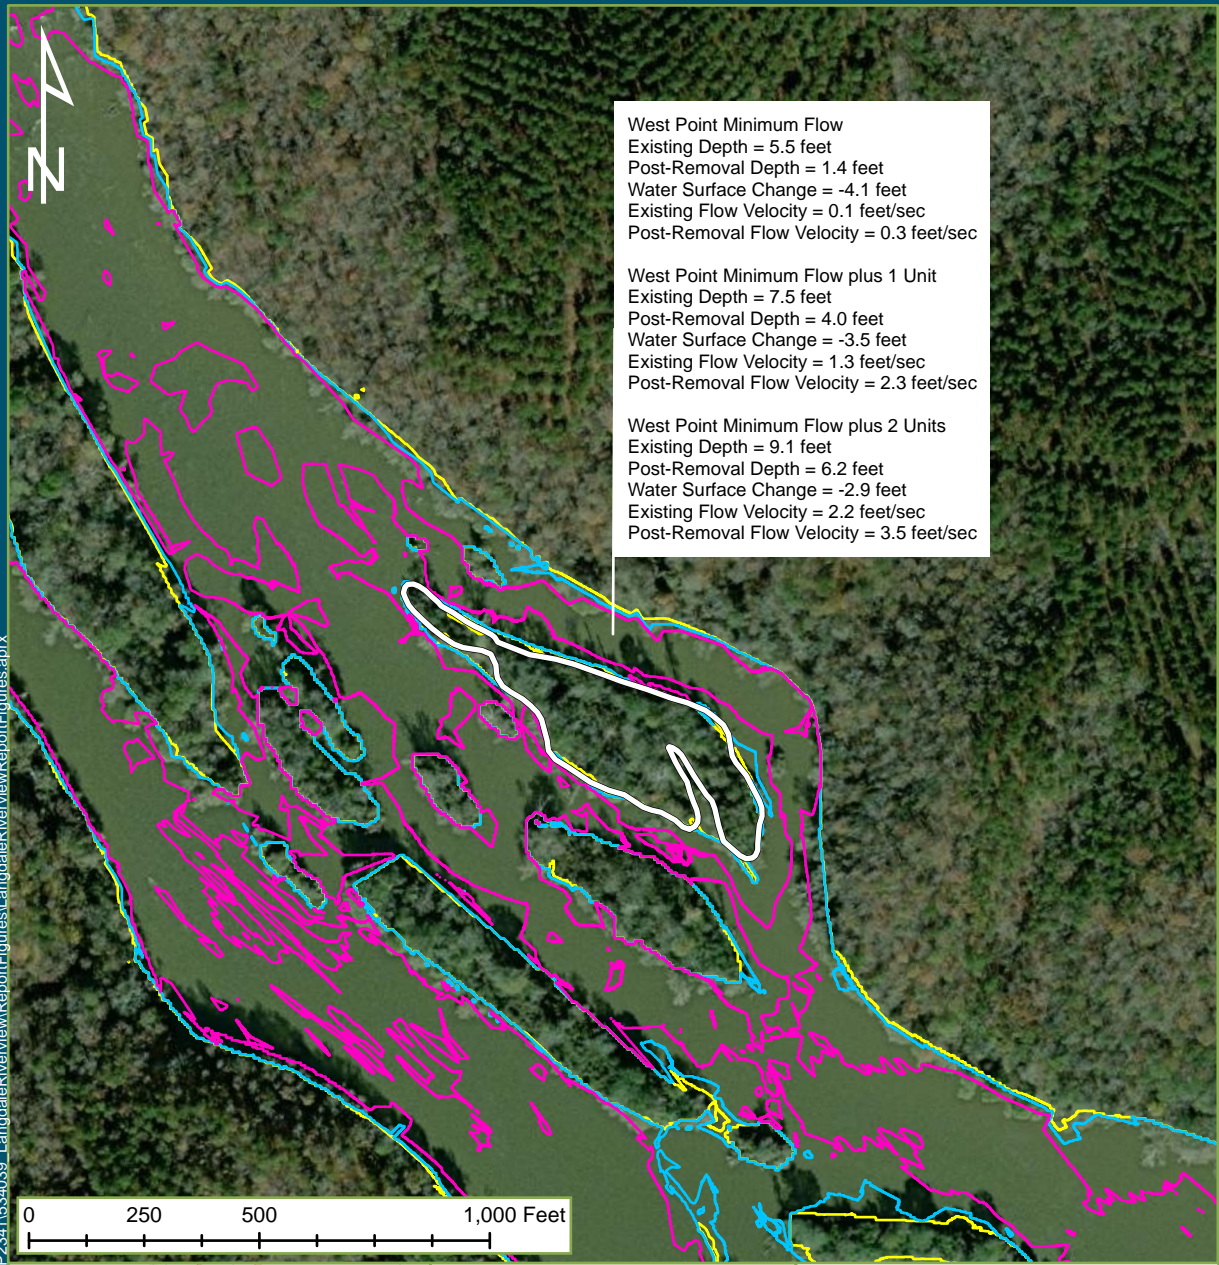 N
West Point Minimum Flow
Existing Depth = 5.5 feet
Post-Removal Depth = 1.4 feet
Water Surface Change = -4.1 feet
Existing Flow Velocity = 0.1 feet/sec
Post-Removal Flow Velocity = 0.3 feet/sec
West Point Minimum Flow plus 1 Unit
Existing Depth = 7.5 feet
Post-Removal Depth = 4.0 feet
Water Surface Change = -3.5 feet
Existing Flow Velocity = 1.3 feet/sec
Post-Removal Flow Velocity = 2.3 feet/sec
West Point Minimum Flow plus 2 Units
Existing Depth = 9.1 feet
Post-Removal Depth = 6.2 feet
Water Surface Change = -2.9 feet
Existing Flow Velocity = 2.2 feet/sec
Post-Removal Flow Velocity = 3.5 feet/sec
0 250 500 1,000 Feet